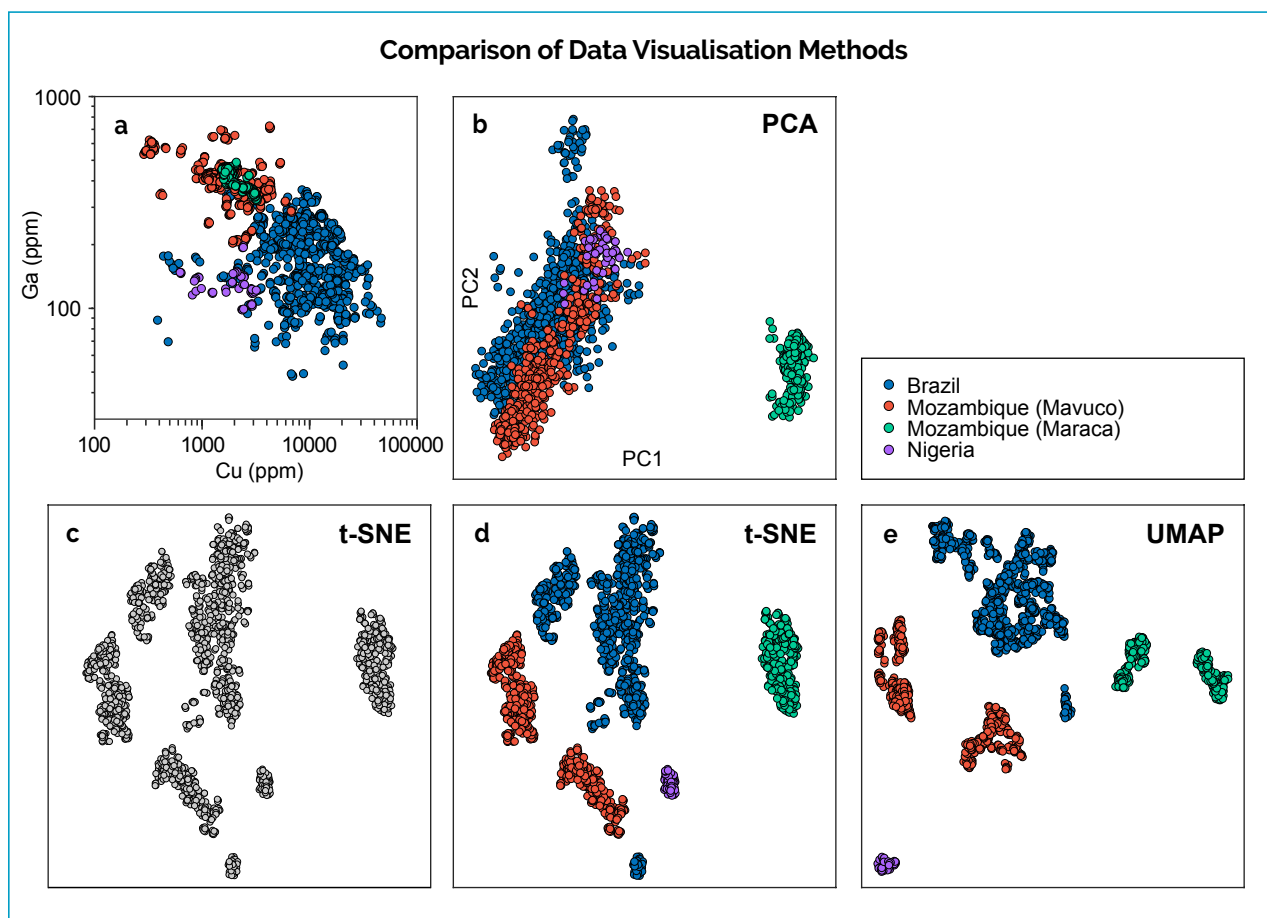 Comparison of Data Visualisation Methods
a
1000
100
Ga (ppm)
100 1000 10000 100000
Cu (ppm)
b PCA
PC2
PC1
Brazil
Mozambique (Mavuco)
Mozambique (Maraca)
Nigeria
c t-SNE
d t-SNE
e UMAP